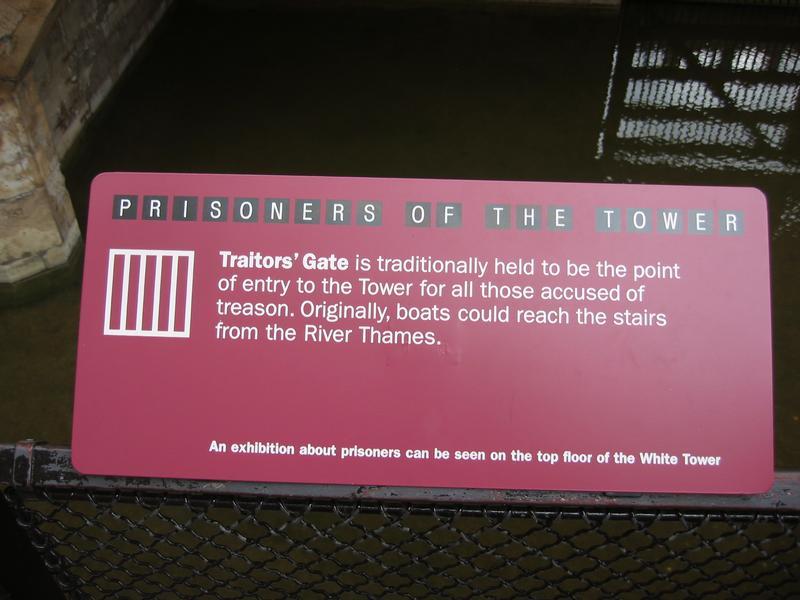 PRISONERS OF THE TOWER
Traitors' Gate is traditionally held to be the point
of entry to the Tower for all those accused of
treason. Originally, boats could reach the stairs
from the River Thames.
An exhibition about prisoners can be seen on the top floor of the White Tower